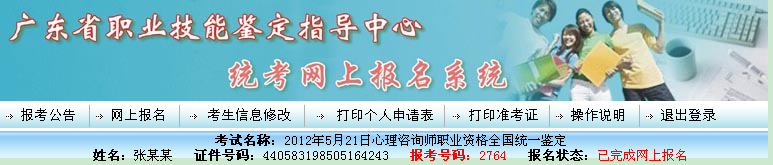 广东省职业技能鉴定指导中心
统考网上报名系统
报考公告 网上报名 考生信息修改 打印个人申请表 打印准考证 操作说明 退出登录
考试名称：2012年5月21日心理咨询师职业资格全国统一鉴定
姓名：张某某 证件号码：440583198505164243 报考号码：2764 报名状态：已完成网上报名